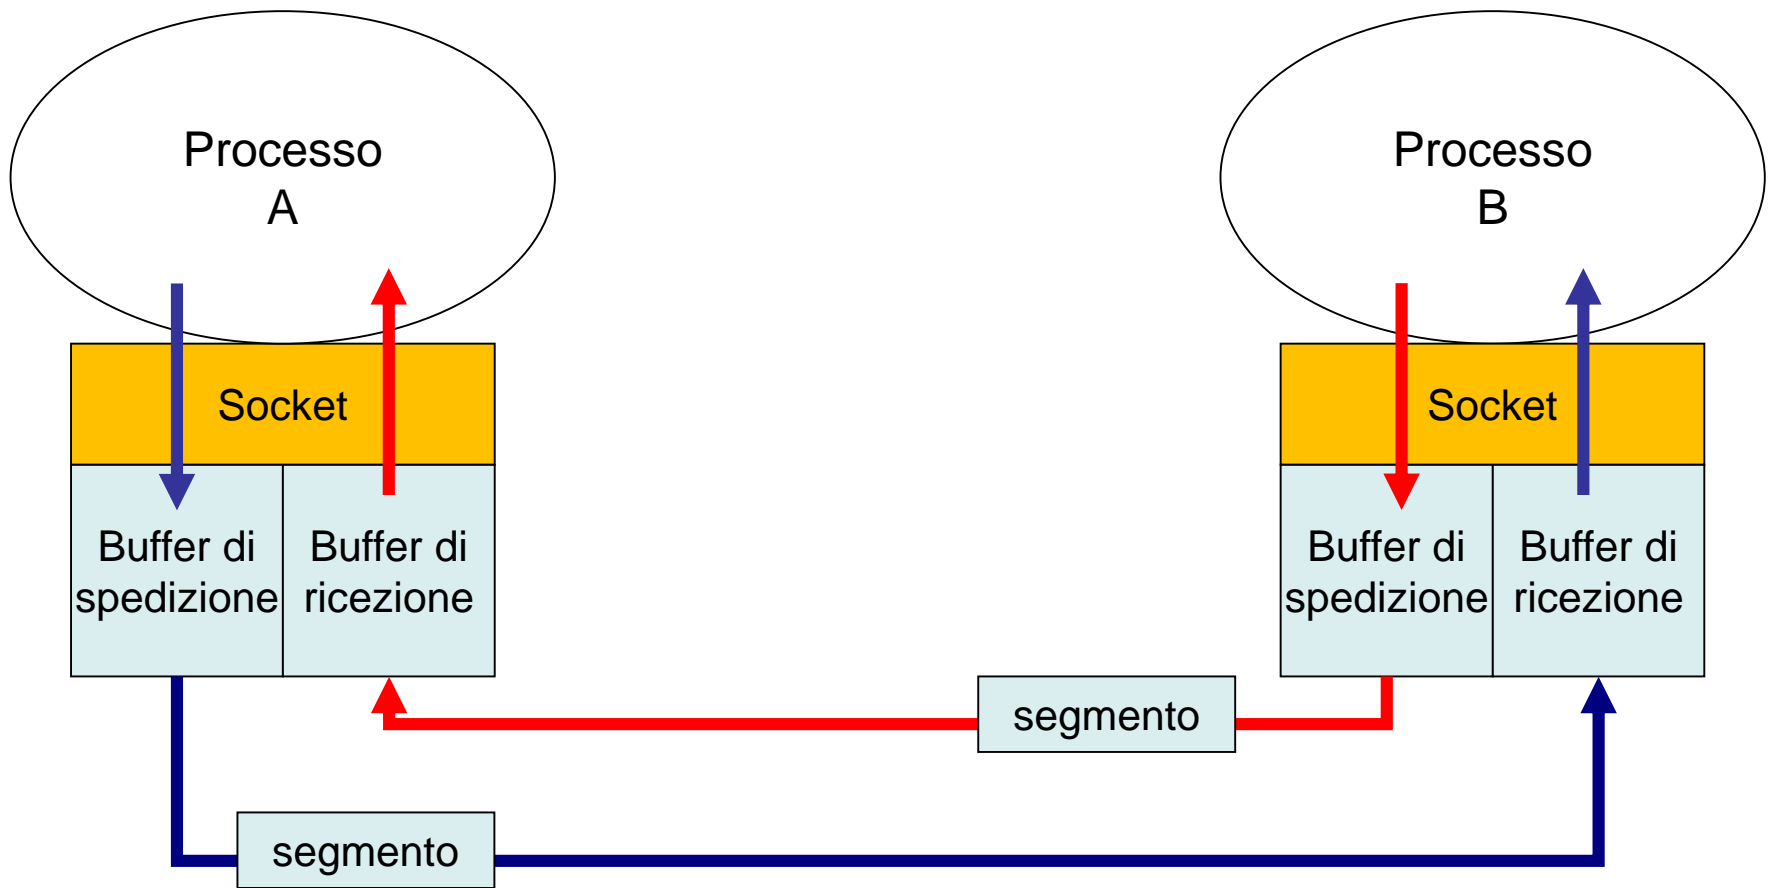 Processo
A
Processo
B
Socket
Socket
Buffer di
spedizione
Buffer di
ricezione
Buffer di
spedizione
Buffer di
ricezione
segmento
segmento